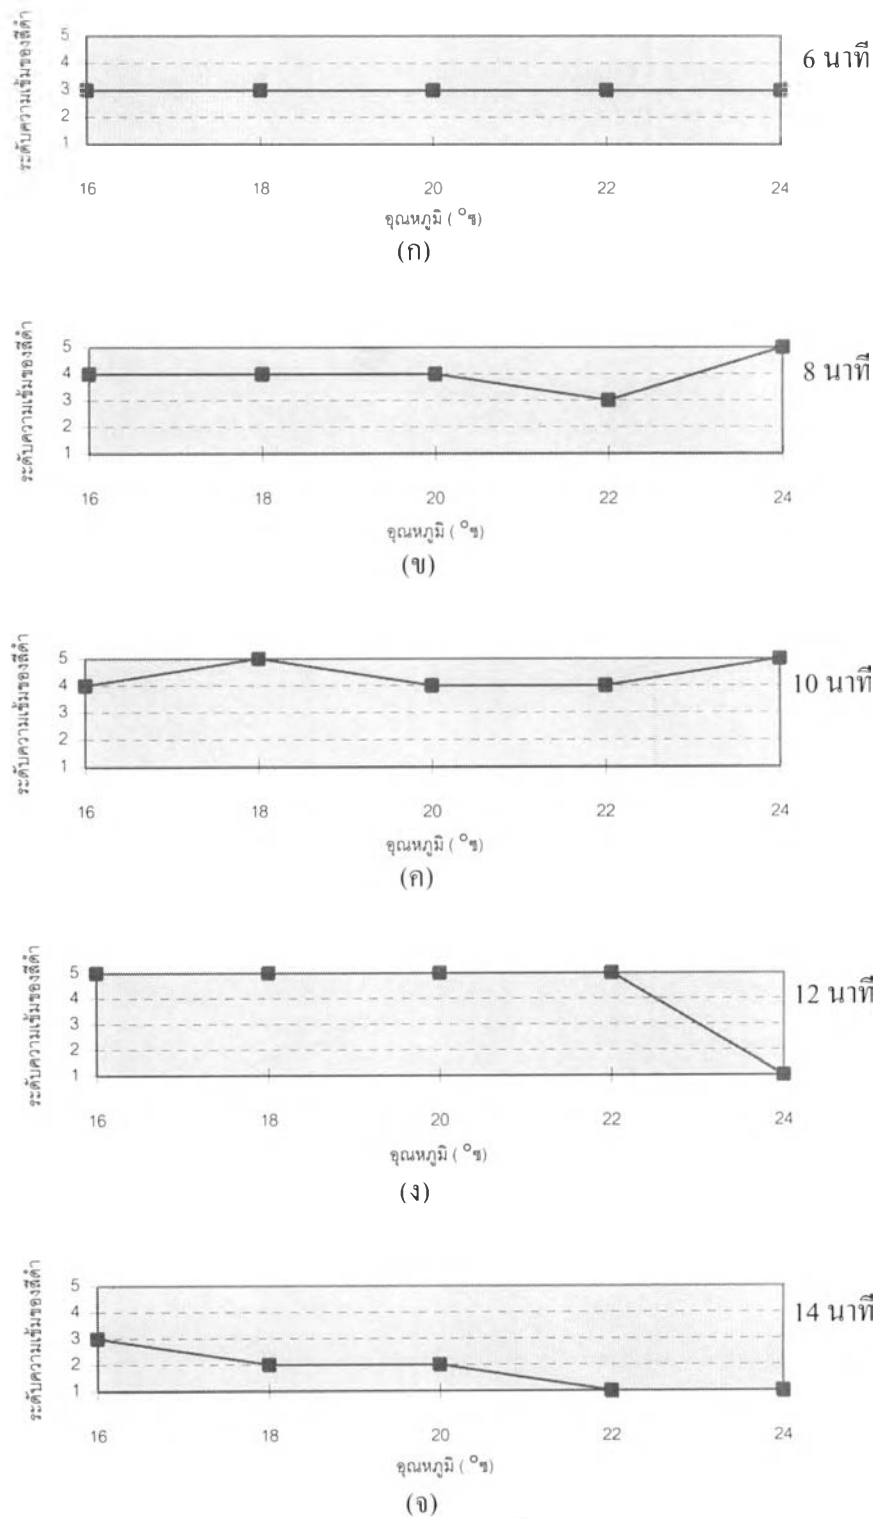 ระดับความเข้มของสีดำ
5
4
3
2
1
6 นาที
16 18 20 22 24
อุณหภูมิ ( °ซ)
(ก)
ระดับความเข้มของสีดำ
5
4
3
2
1
8 นาที
16 18 20 22 24
อุณหภูมิ ( °ซ)
(ข)
ระดับความเข้มของสีดำ
5
4
3
2
1
10 นาที
16 18 20 22 24
อุณหภูมิ ( °ซ)
(ค)
ระดับความเข้มของสีดำ
5
4
3
2
1
12 นาที
16 18 20 22 24
อุณหภูมิ ( °ซ)
(ง)
ระดับความเข้มของสีดำ
5
4
3
2
1
14 นาที
16 18 20 22 24
อุณหภูมิ ( °ซ)
(จ)